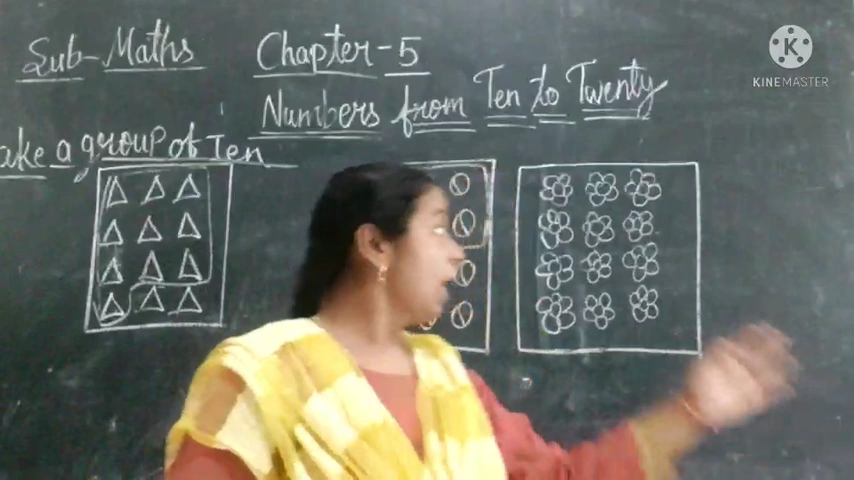 Sub-Maths Chapter-5
Numbers from Ten to Twenty
ake a group of Ten
K
KINEMASTER